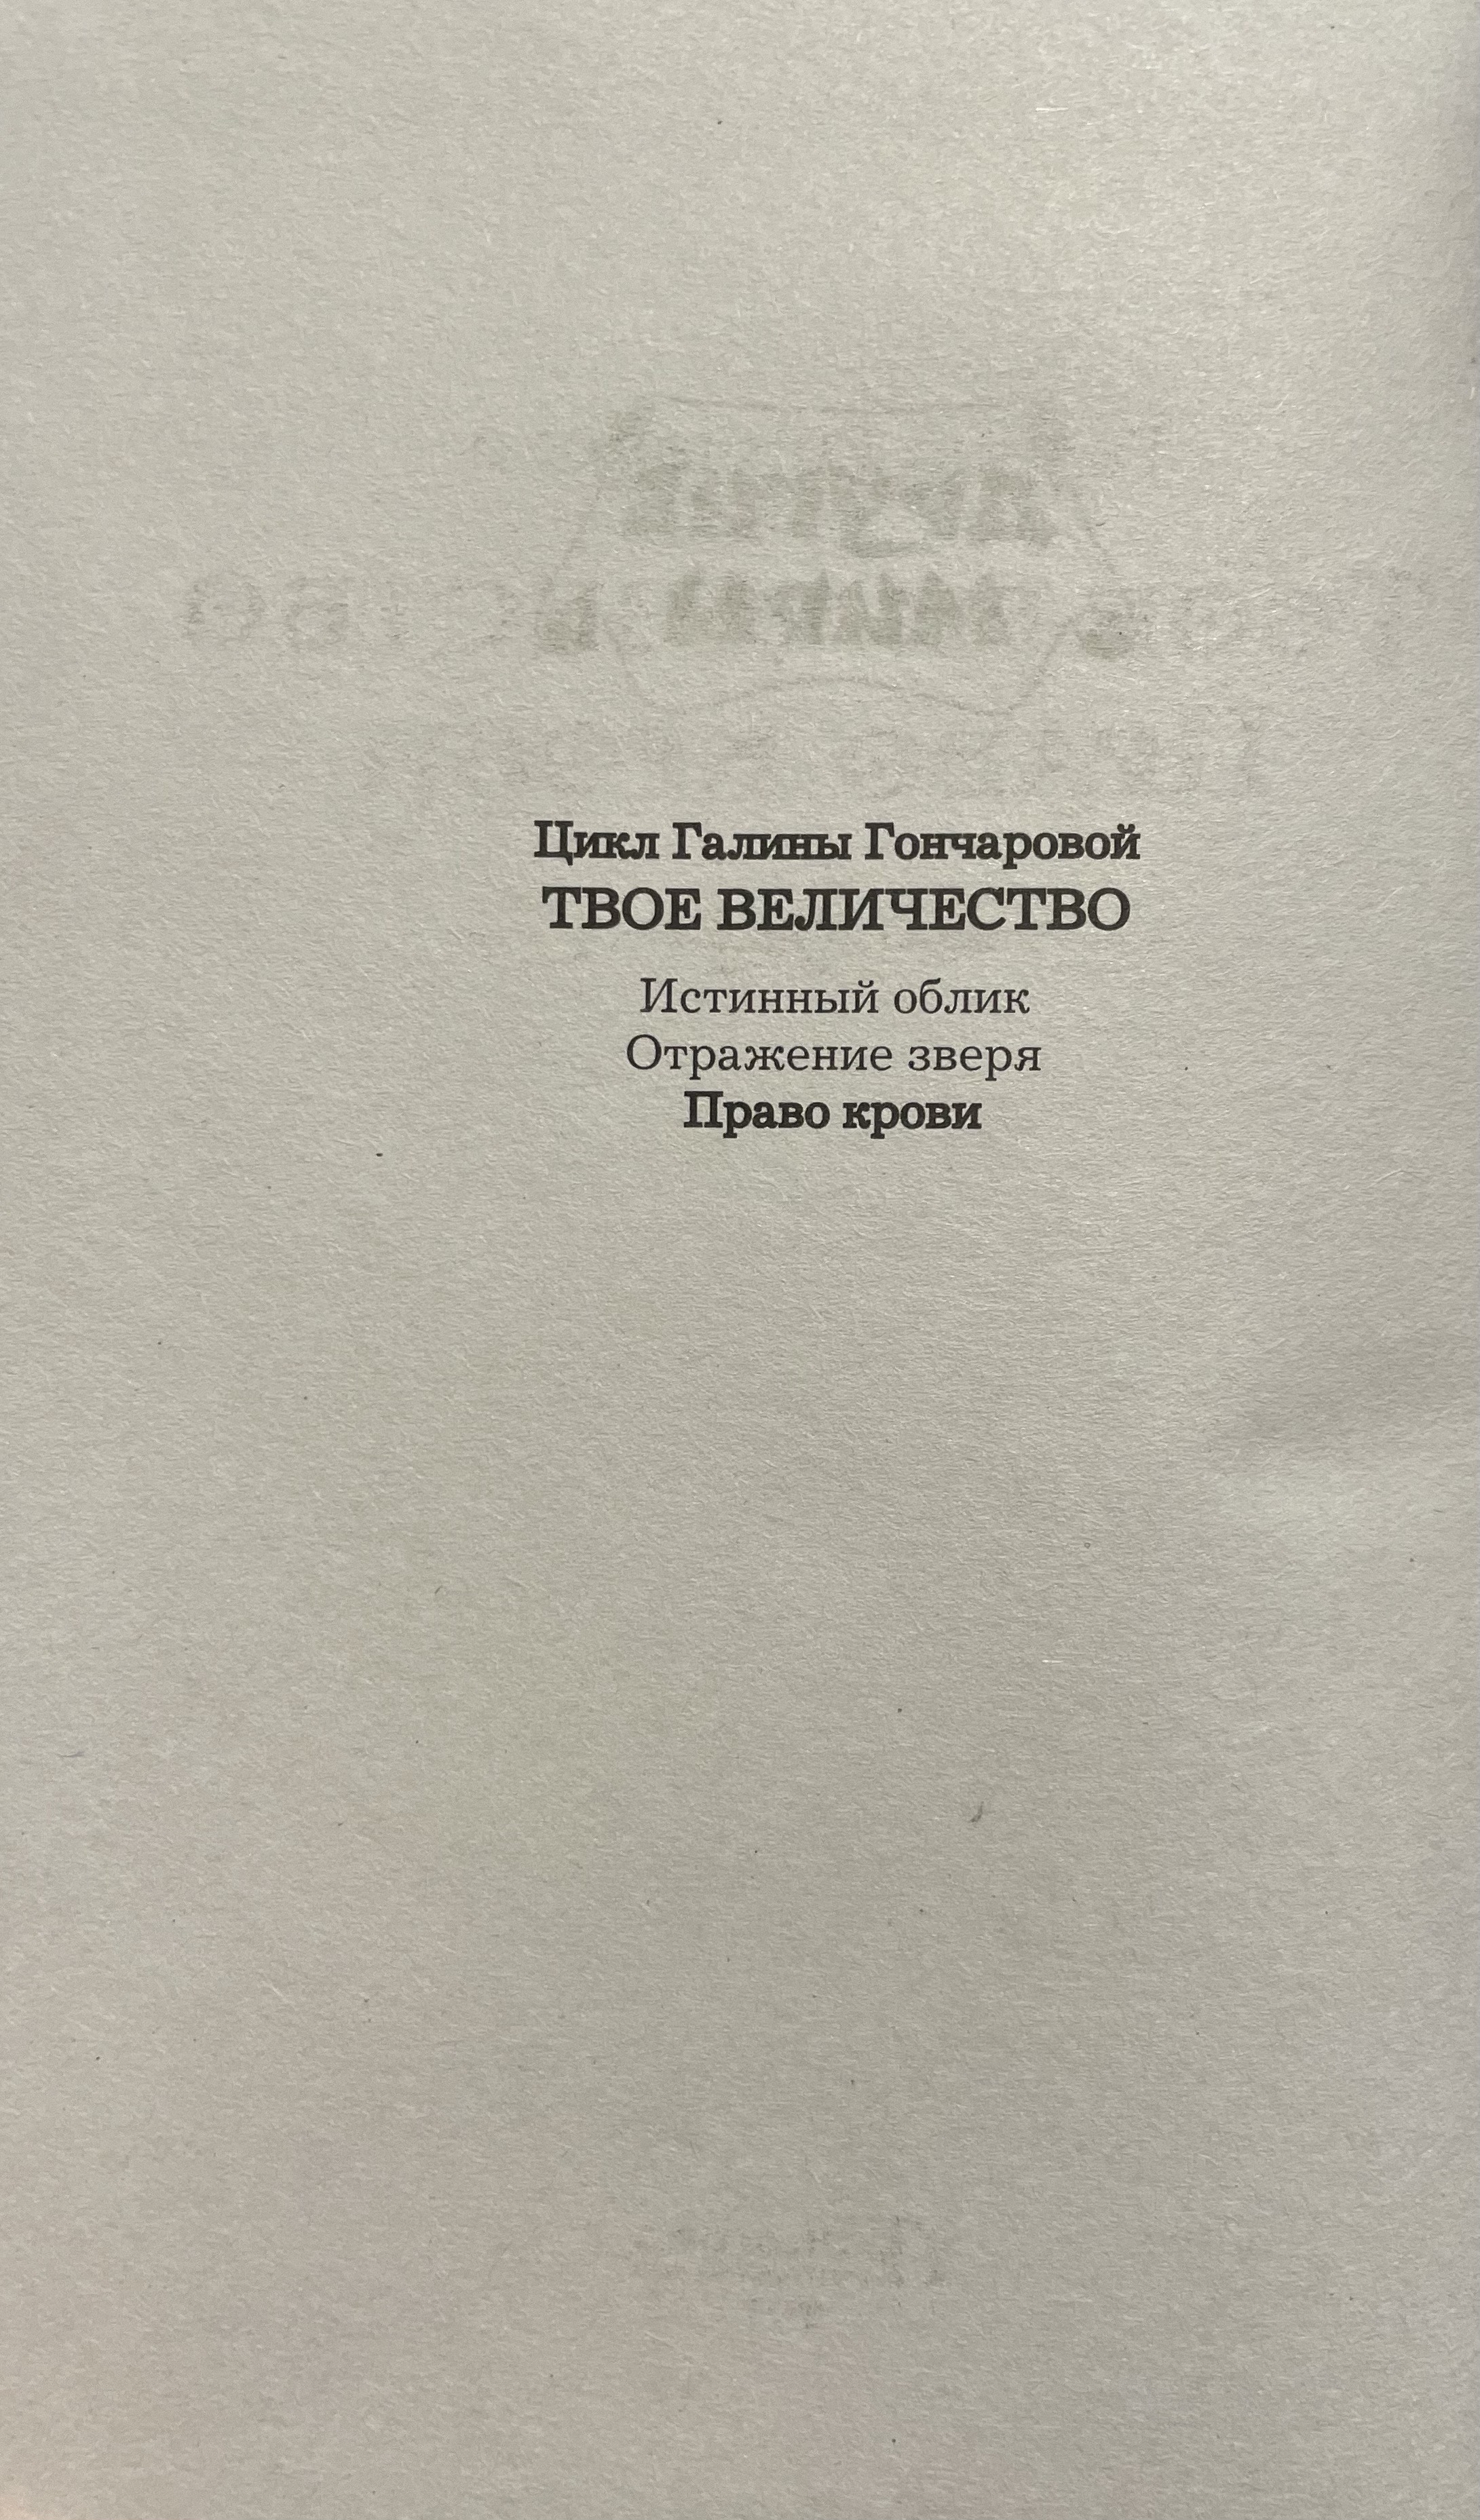 Цикл Галины Гончаровой
ТВОЕ ВЕЛИЧЕСТВО
Истинный облик
Отражение зверя
Право крови